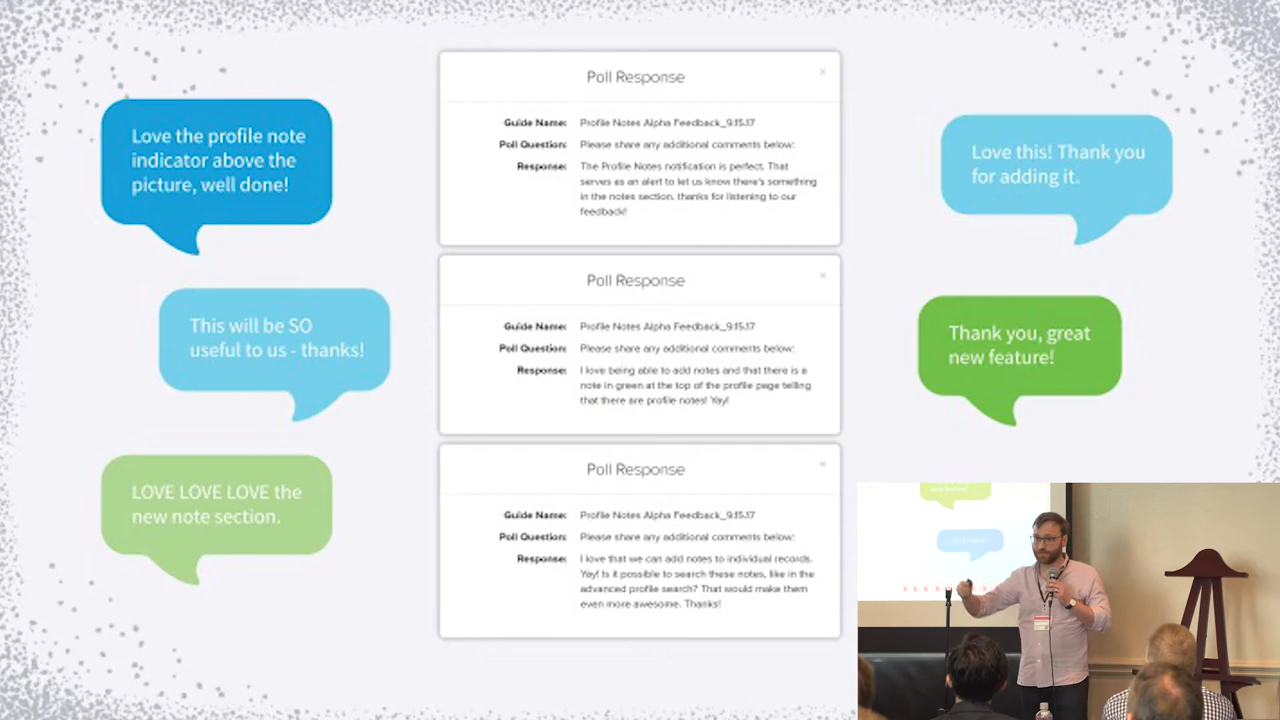 Love the profile note
indicator above the
picture, well done!
This will be SO
useful to us - thanks!
LOVE LOVE LOVE the
new note section.
Poll Response
Guide Name: Profile Notes Alpha Feedback_9.15.17
Poll Question: Please share any additional comments below:
Response: The Profile Notes notification is perfect. That
serves as an alert to let us know there's something
in the notes section. thanks for listening to our
feedback!
Poll Response
Guide Name: Profile Notes Alpha Feedback_9.15.17
Poll Question: Please share any additional comments below:
Response: I love being able to add notes and that there is a
note in green at the top of the profile page telling
that there are profile notes! Yay!
Poll Response
Guide Name: Profile Notes Alpha Feedback_9.15.17
Poll Question: Please share any additional comments below:
Response: I love that we can add notes to individual records.
Yay! Is it possible to search these notes, like in the
advanced profile search? That would make them
even more awesome. Thanks!
Love this! Thank you
for adding it.
Thank you, great
new feature!